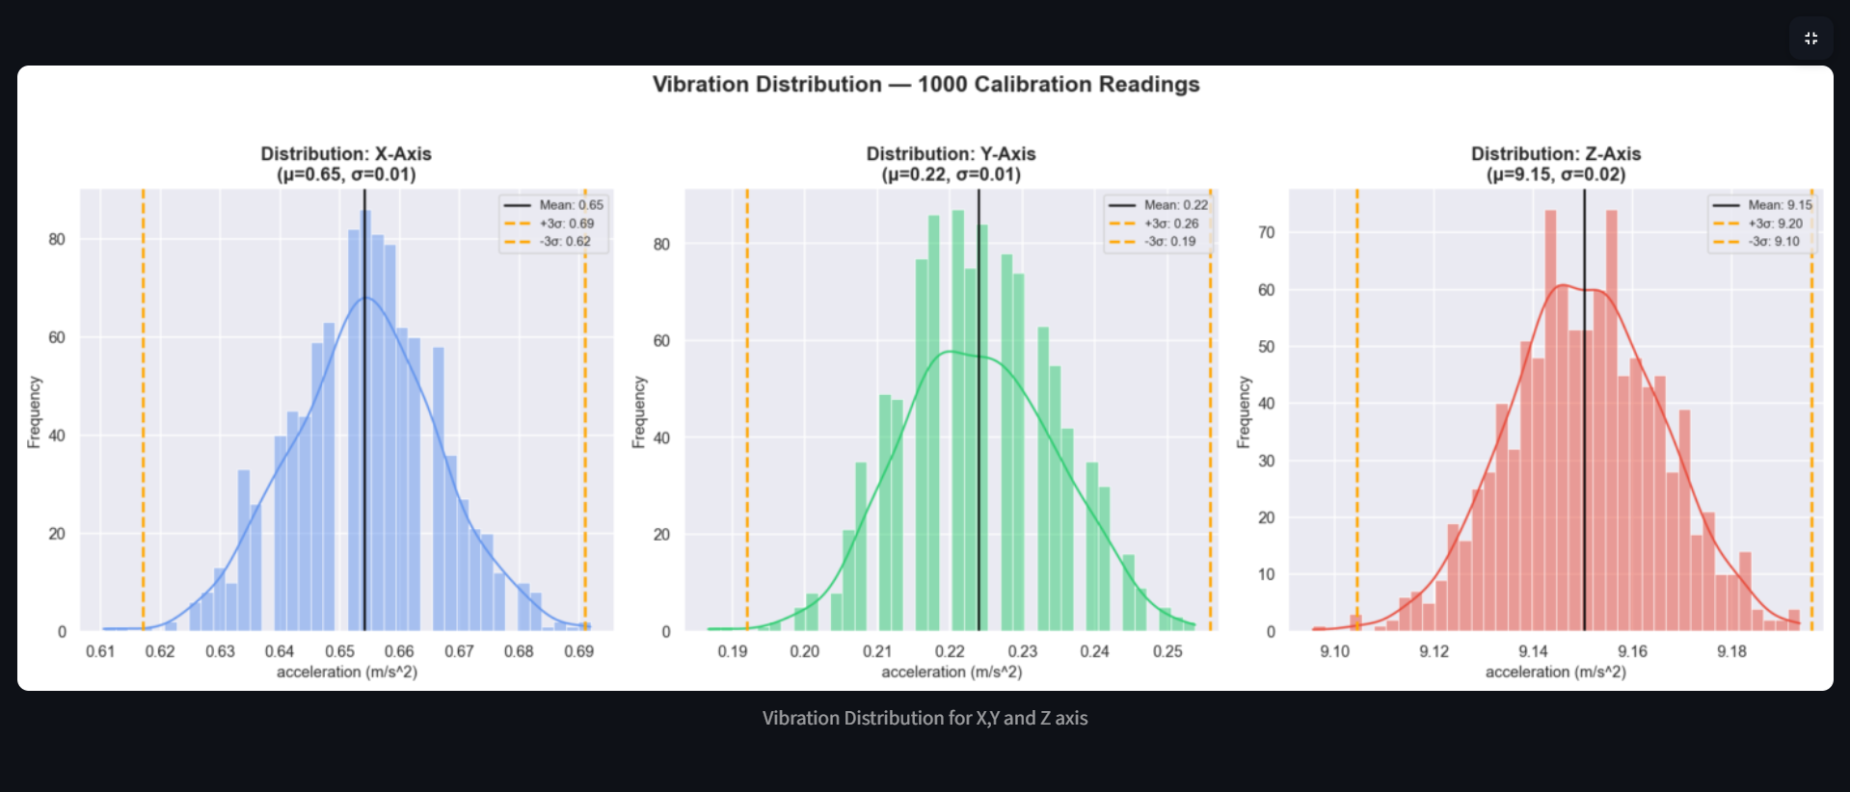 Vibration Distribution — 1000 Calibration Readings
Distribution: X-Axis
(μ=0.65, σ=0.01)
Mean: 0.65
+3σ: 0.69
-3σ: 0.62
Frequency
80
60
40
20
0
0.61 0.62 0.63 0.64 0.65 0.66 0.67 0.68 0.69
acceleration (m/s^2)
Distribution: Y-Axis
(μ=0.22, σ=0.01)
Mean: 0.22
+3σ: 0.26
-3σ: 0.19
Frequency
80
60
40
20
0
0.19 0.20 0.21 0.22 0.23 0.24 0.25
acceleration (m/s^2)
Distribution: Z-Axis
(μ=9.15, σ=0.02)
Mean: 9.15
+3σ: 9.20
-3σ: 9.10
Frequency
70
60
50
40
30
20
10
0
9.10 9.12 9.14 9.16 9.18
acceleration (m/s^2)
Vibration Distribution for X,Y and Z axis